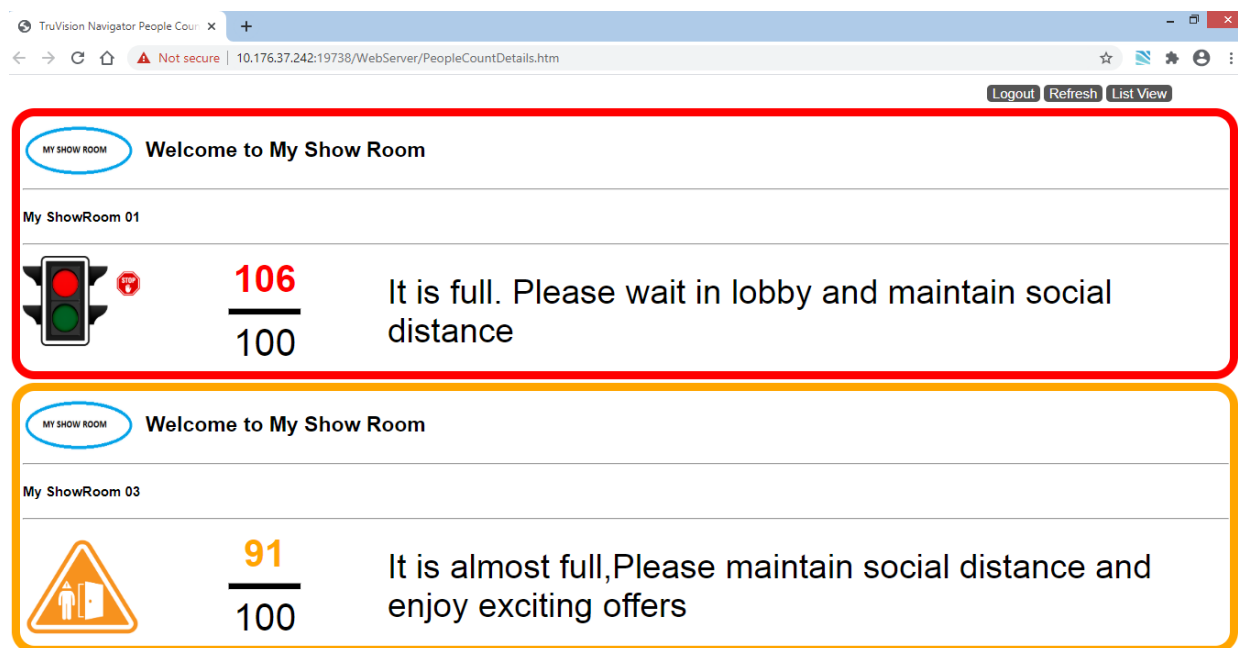 TruVision Navigator People Coun
Not secure | 10.176.37.242:19738/WebServer/PeopleCountDetails.htm
Logout Refresh List View
MY SHOW ROOM Welcome to My Show Room
My ShowRoom 01
STOP
106
100
It is full. Please wait in lobby and maintain social
distance
MY SHOW ROOM Welcome to My Show Room
My ShowRoom 03
91
100
It is almost full,Please maintain social distance and
enjoy exciting offers